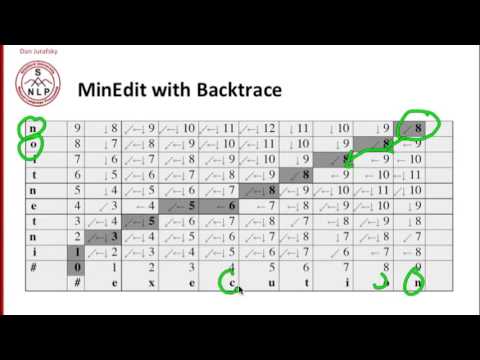 Dan Jurafsky
S
NLP
MinEdit with Backtrace
n 9 ↓8 ↙←↓9 ↙←↓10 ↙←↓11 ↙←↓12 ↓11 ↓10 ↓9 ↙8
o 8 ↓7 ↙←↓8 ↙←↓9 ↙←↓10 ↙←↓11 ↓10 ↓9 ↙8 ←9
i 7 ↓6 ↙←↓7 ↙←↓8 ↙←↓9 ↙←↓10 ↓9 ↙8 ←9 ←10
t 6 ↓5 ↙←↓6 ↙←↓7 ↙←↓8 ↙←↓9 ↙8 ←9 ←10 ←↓11
n 5 ↓4 ↙←↓5 ↙←↓6 ↙←↓7 ↙←↓8 ↙←↓9 ↙←↓10 ↙←↓11 ↙↓10
e 4 ↙3 ←4 ↙←5 ←6 ←7 ←↓8 ↙←↓9 ↙←↓10 ↓9
t 3 ↙←↓4 ↙←↓5 ↙←↓6 ↙←↓7 ↙←↓8 ↙7 ←↓8 ↙←↓9 ↓8
n 2 ↙←↓3 ↙←↓4 ↙←↓5 ↙←↓6 ↙←↓7 ↙←↓8 ↓7 ↙←↓8 ↙7
i 1 ↙←↓2 ↙←↓3 ↙←↓4 ↙←↓5 ↙←↓6 ↙←↓7 ↙6 ←7 ←8
# 0 1 2 3 4 5 6 7 8 9
# e x e c u t i o n